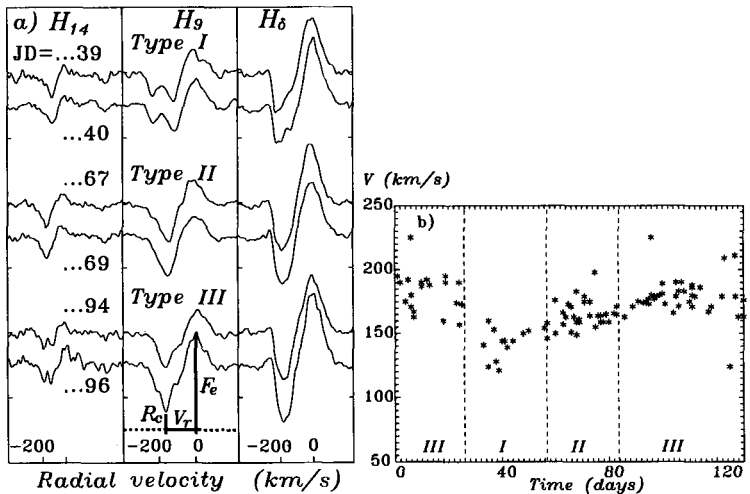 a) H14 H9 Hδ
JD=...39 Type I
...40
...67 Type II
...69
...94 Type III
...96
Fe
Rc Vr
-200 -200 0 -200 0
Radial velocity (km/s)
V (km/s)
b)
250
200
150
100
50
III I II III
0 40 80 120
Time (days)